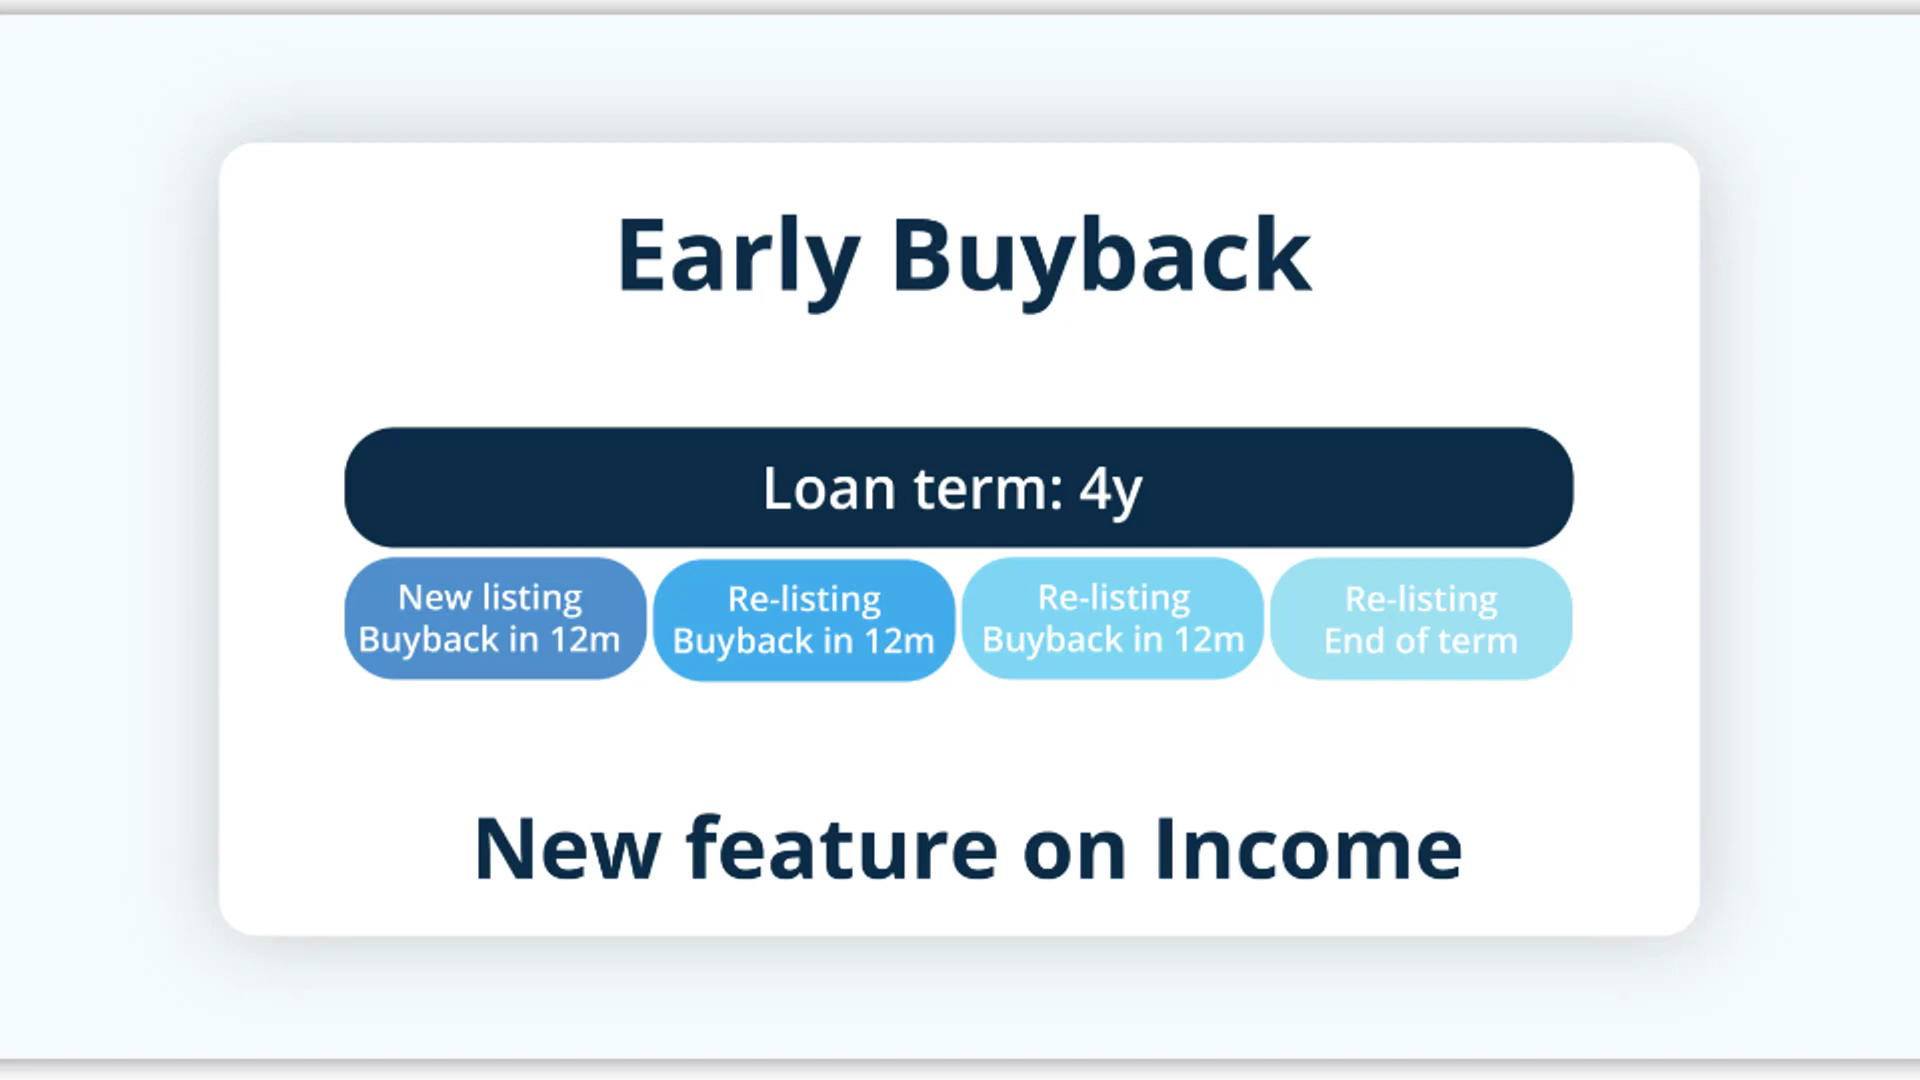 Early Buyback
Loan term: 4y
New listing
Buyback in 12m
Re-listing
Buyback in 12m
Re-listing
Buyback in 12m
Re-listing
End of term
New feature on Income